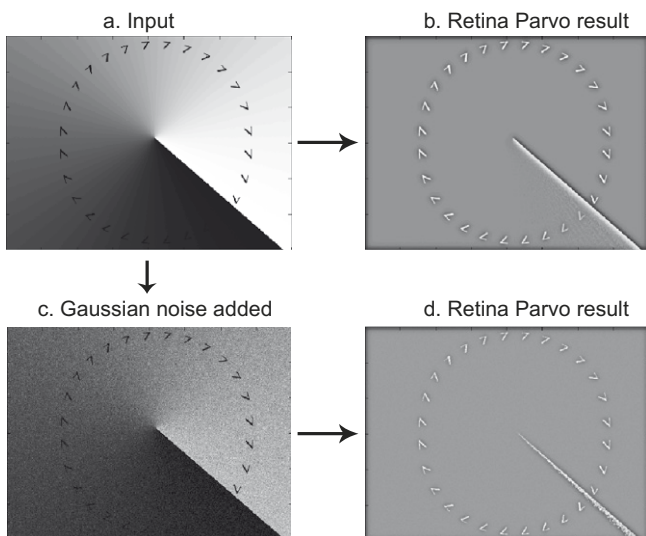 a. Input
b. Retina Parvo result
c. Gaussian noise added
d. Retina Parvo result